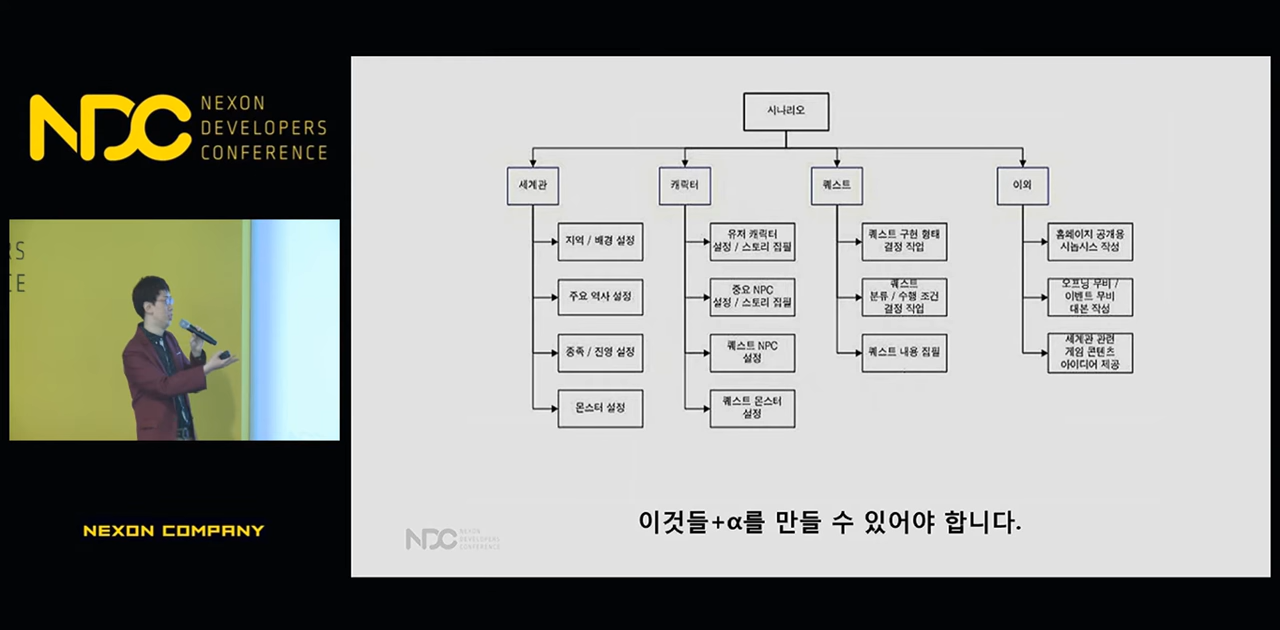 NDC
NEXON
DEVELOPERS
CONFERENCE
RS
CE
NEXON COMPANY
시나리오
세계관
캐릭터
퀘스트
이외
지역 / 배경 설정
주요 역사 설정
종족 / 진영 설정
몬스터 설정
유저 캐릭터
설정 / 스토리 집필
중요 NPC
설정 / 스토리 집필
퀘스트 NPC
설정
퀘스트 몬스터
설정
퀘스트 구현 형태
결정 작업
퀘스트
분류 / 수행 조건
결정 작업
퀘스트 내용 집필
홈페이지 공개용
시놉시스 작성
오프닝 무비 /
이벤트 무비
대본 작성
세계관 관련
게임 콘텐츠
아이디어 제공
이것들+α를 만들 수 있어야 합니다.
NDC
NEXON
DEVELOPERS
CONFERENCE